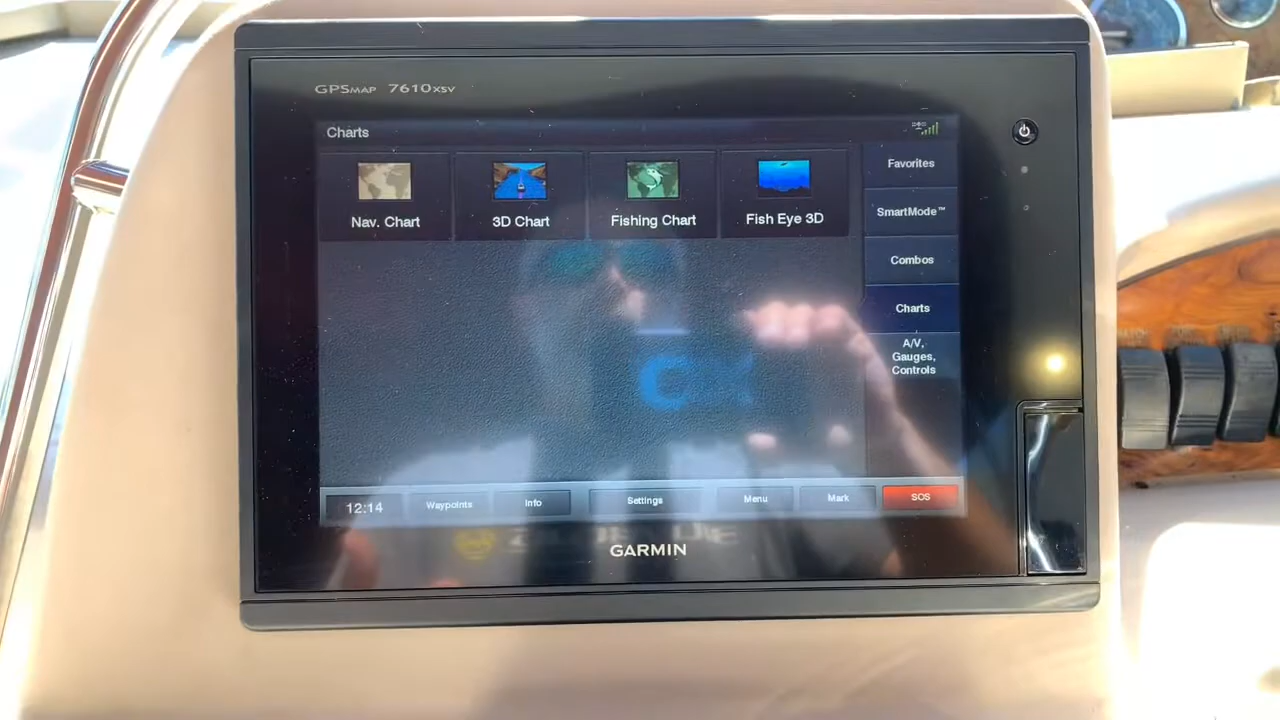 GPSMAP 7610xsv
Charts
Nav. Chart
3D Chart
Fishing Chart
Fish Eye 3D
Favorites
SmartMode™
Combos
Charts
A/V,
Gauges,
Controls
12:14
Waypoints
Info
Settings
Menu
Mark
SOS
GARMIN